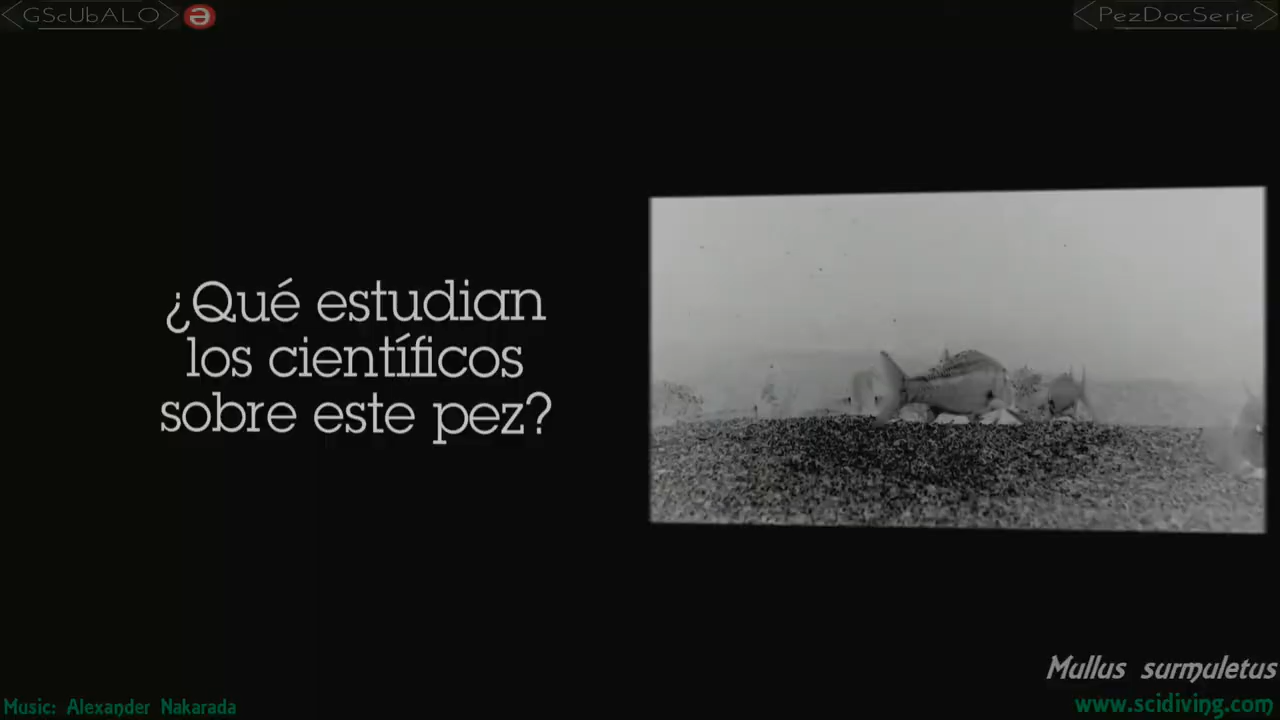 GScUbALO
PezDocSerie
¿Qué estudian
los científicos
sobre este pez?
Mullus surmuletus
Music: Alexander Nakarada
www.scidiving.com